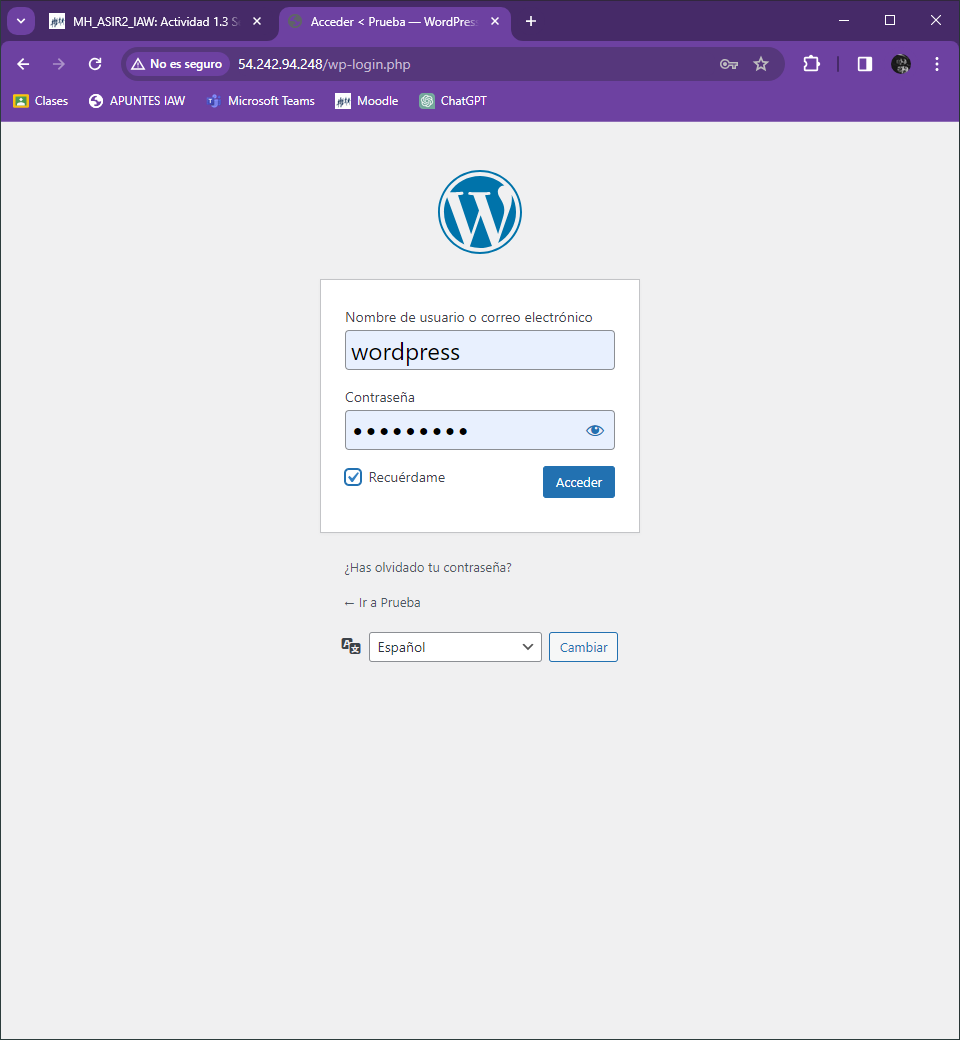 MH_ASIR2_IAW: Actividad 1.3 S
Acceder < Prueba — WordPress
No es seguro 54.242.94.248/wp-login.php
Clases APUNTES IAW Microsoft Teams Moodle ChatGPT
Nombre de usuario o correo electrónico
wordpress
Contraseña
•••••••••
Recuérdame
Acceder
¿Has olvidado tu contraseña?
← Ir a Prueba
Español
Cambiar